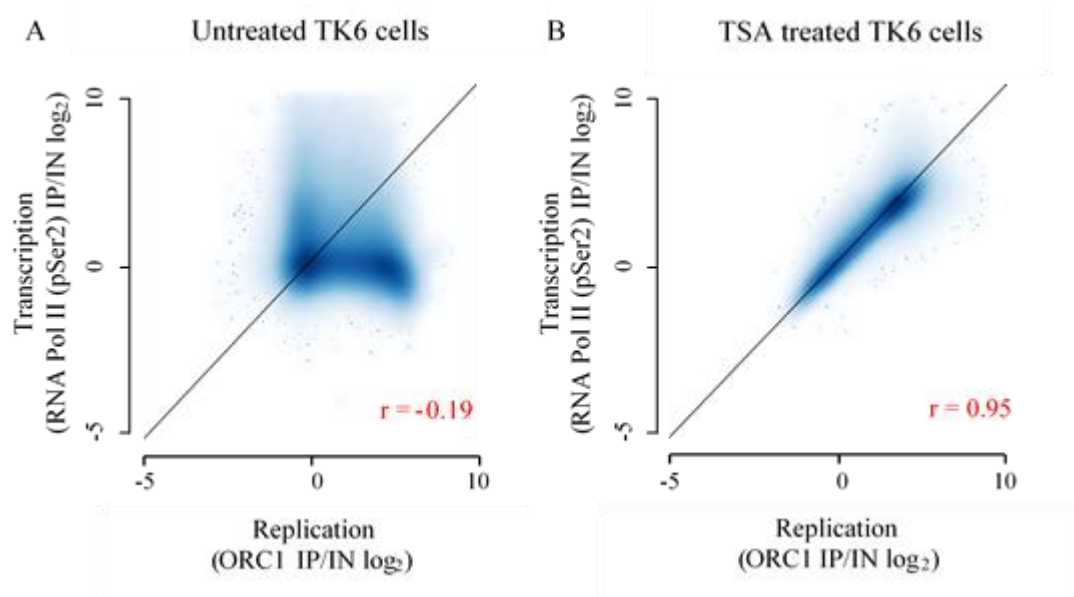 A
Untreated TK6 cells
Transcription
(RNA Pol II (pSer2) IP/IN log₂)
10
0
-5
r = -0.19
-5
0
10
Replication
(ORC1 IP/IN log₂)
B
TSA treated TK6 cells
Transcription
(RNA Pol II (pSer2) IP/IN log₂)
10
0
-5
r = 0.95
-5
0
10
Replication
(ORC1 IP/IN log₂)